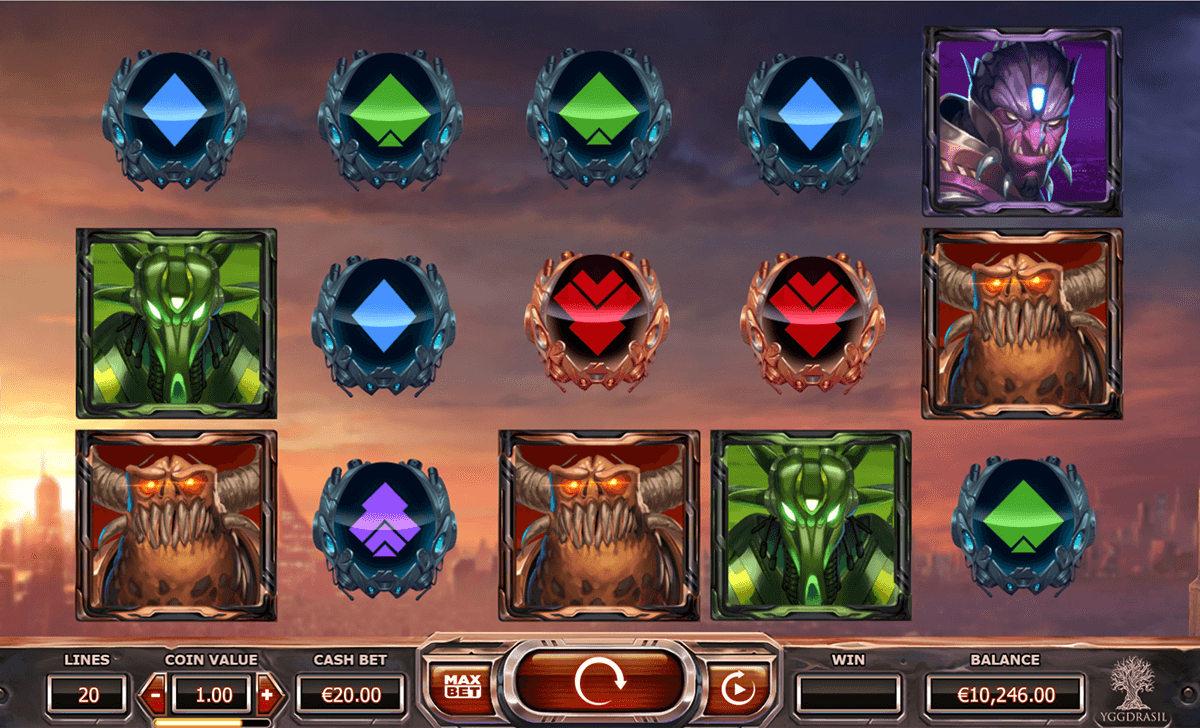 LINES
COIN VALUE
CASH BET
WIN
BALANCE
20
-
1.00
+
€20.00
MAX
BET
€10,246.00
YGGDRASIL